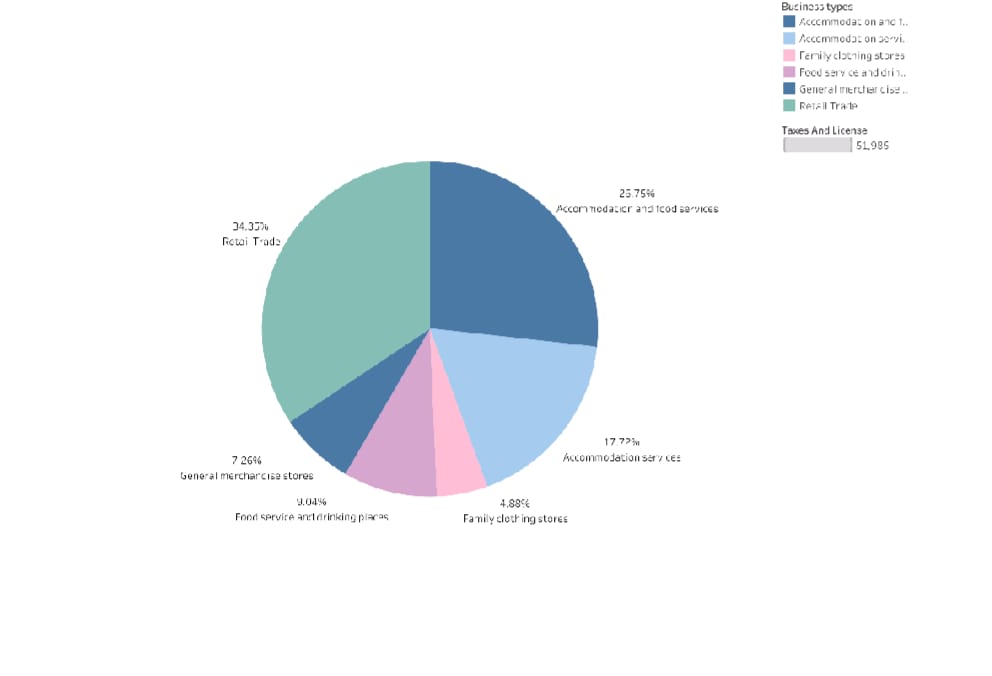 Business types
Accommodation and f..
Accommodation servi..
Family clothing stores
Food service and drin..
General merchandise ..
Retail Trade
Taxes And License
51,985
26.75%
Accommodation and food services
34.35%
Retail Trade
17.72%
Accommodation services
7.26%
General merchandise stores
9.04%
Food service and drinking places
4.88%
Family clothing stores